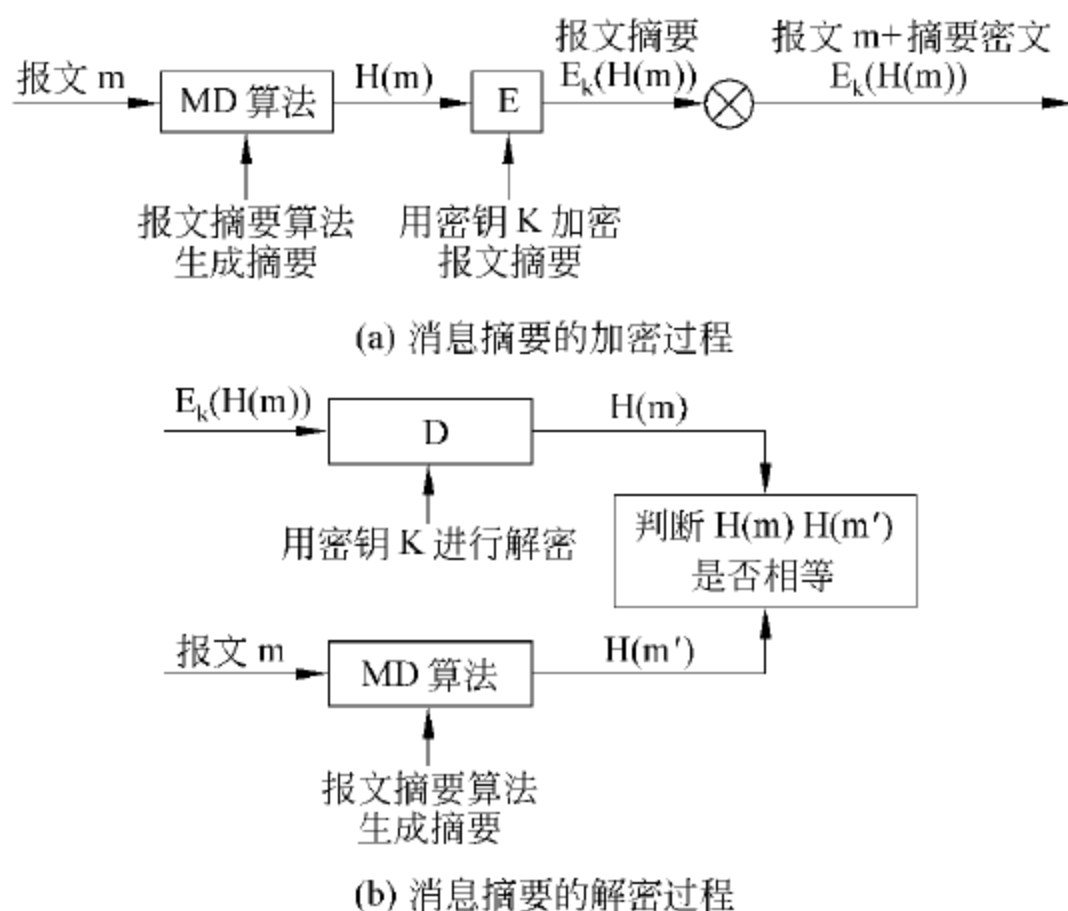 报文 m
MD 算法
H(m)
E
报文摘要
E_k(H(m))
报文 m+摘要密文
E_k(H(m))
报文摘要算法
生成摘要
用密钥 K 加密
报文摘要
(a) 消息摘要的加密过程
E_k(H(m))
D
H(m)
用密钥 K 进行解密
判断 H(m) H(m′)
是否相等
报文 m
MD 算法
H(m′)
报文摘要算法
生成摘要
(b) 消息摘要的解密过程